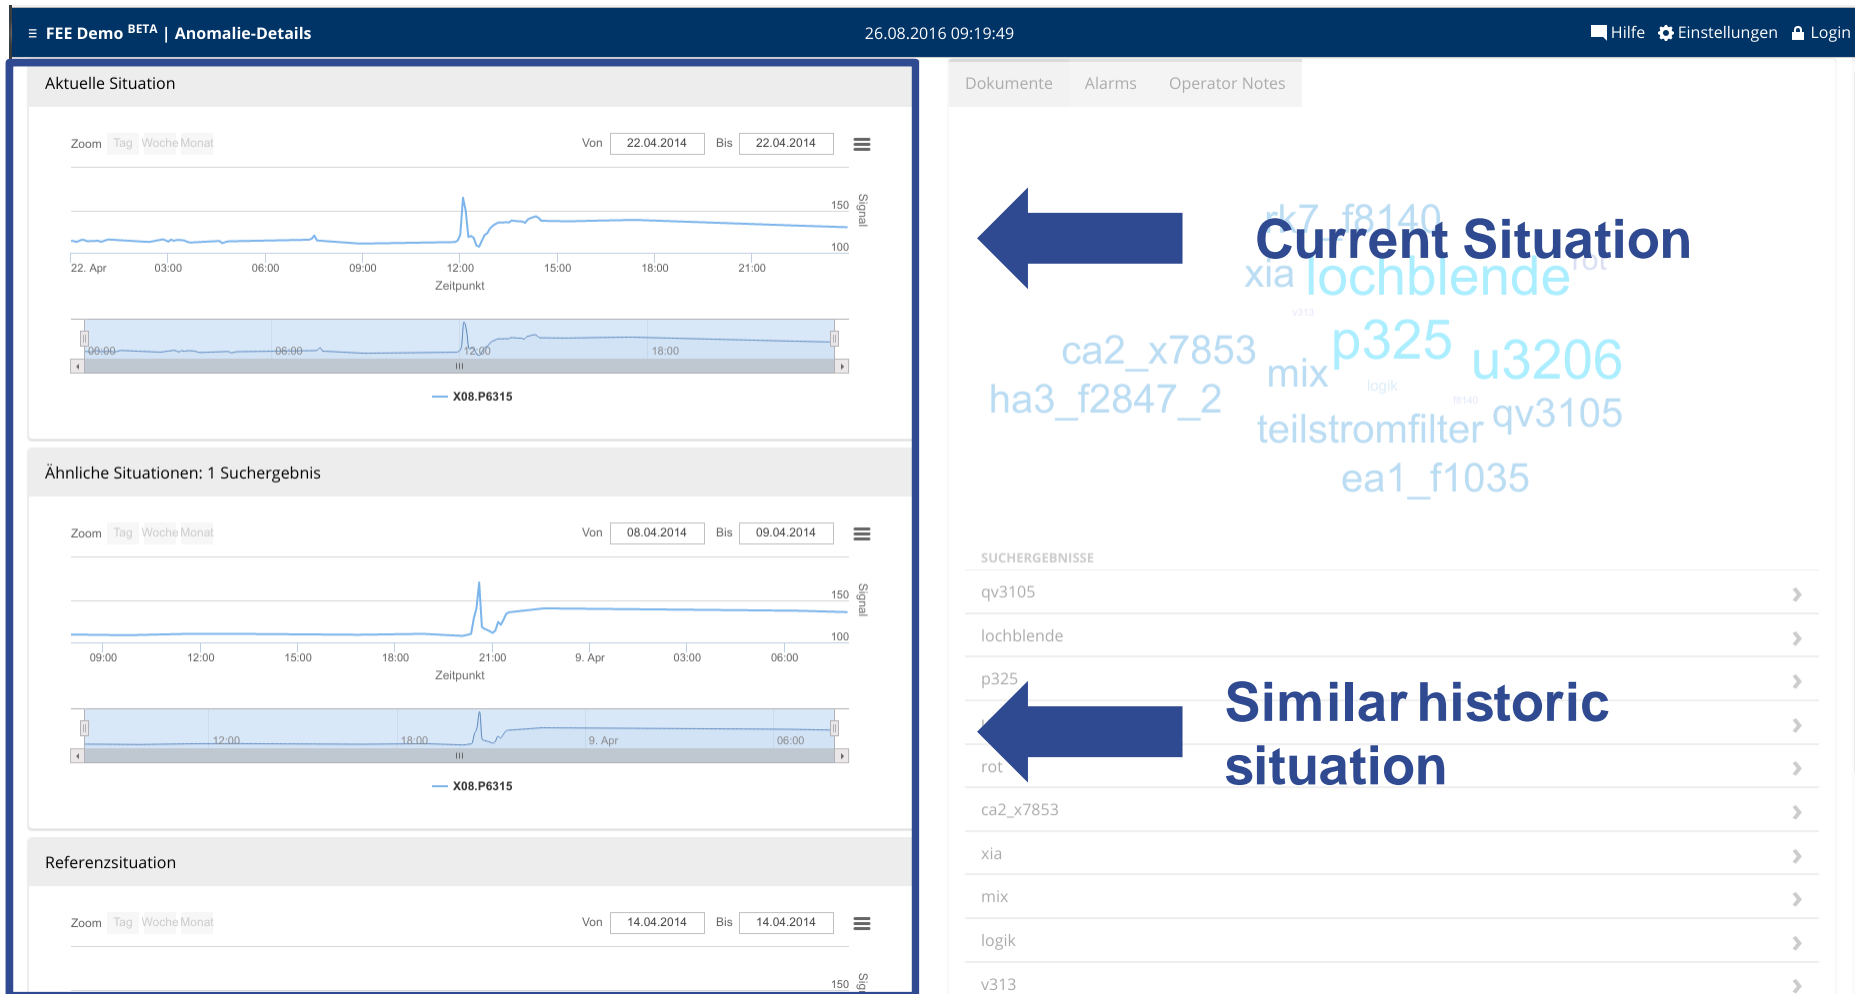 ≡ FEE Demo BETA | Anomalie-Details
26.08.2016 09:19:49
Hilfe Einstellungen Login
Aktuelle Situation
Zoom Tag Woche Monat
Von 22.04.2014 Bis 22.04.2014
150
100
Signal
22. Apr 03:00 06:00 09:00 12:00 15:00 18:00 21:00
Zeitpunkt
00:00 06:00 12:00 18:00
X08.P6315
Ähnliche Situationen: 1 Suchergebnis
Zoom Tag Woche Monat
Von 08.04.2014 Bis 09.04.2014
150
100
Signal
09:00 12:00 15:00 18:00 21:00 9. Apr 03:00 06:00
Zeitpunkt
12:00 18:00 9. Apr 06:00
X08.P6315
Referenzsituation
Zoom Tag Woche Monat
Von 14.04.2014 Bis 14.04.2014
150
Dokumente Alarms Operator Notes
rk7_f8140
Current Situation
xia lochblende rot
v313
ca2_x7853 mix p325 u3206
logik
ha3_f2847_2
f8140
teilstromfilter qv3105
ea1_f1035
SUCHERGEBNISSE
qv3105
lochblende
p325
Similar historic
situation
rot
ca2_x7853
xia
mix
logik
v313